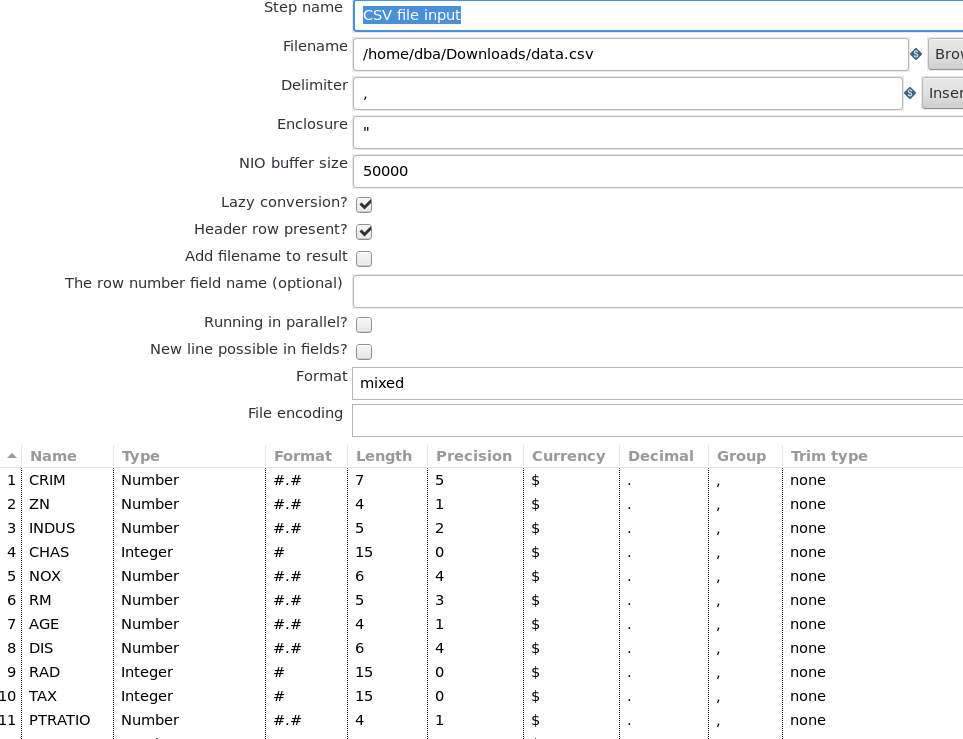 Step name CSV file input
Filename /home/dba/Downloads/data.csv
Delimiter ,
Enclosure "
NIO buffer size 50000
Lazy conversion?
Header row present?
Add filename to result
The row number field name (optional)
Running in parallel?
New line possible in fields?
Format mixed
File encoding
Name Type Format Length Precision Currency Decimal Group Trim type
1 CRIM Number #.# 7 5 $ . , none
2 ZN Number #.# 4 1 $ . , none
3 INDUS Number #.# 5 2 $ . , none
4 CHAS Integer # 15 0 $ . , none
5 NOX Number #.# 6 4 $ . , none
6 RM Number #.# 5 3 $ . , none
7 AGE Number #.# 4 1 $ . , none
8 DIS Number #.# 6 4 $ . , none
9 RAD Integer # 15 0 $ . , none
10 TAX Integer # 15 0 $ . , none
11 PTRATIO Number #.# 4 1 $ . , none